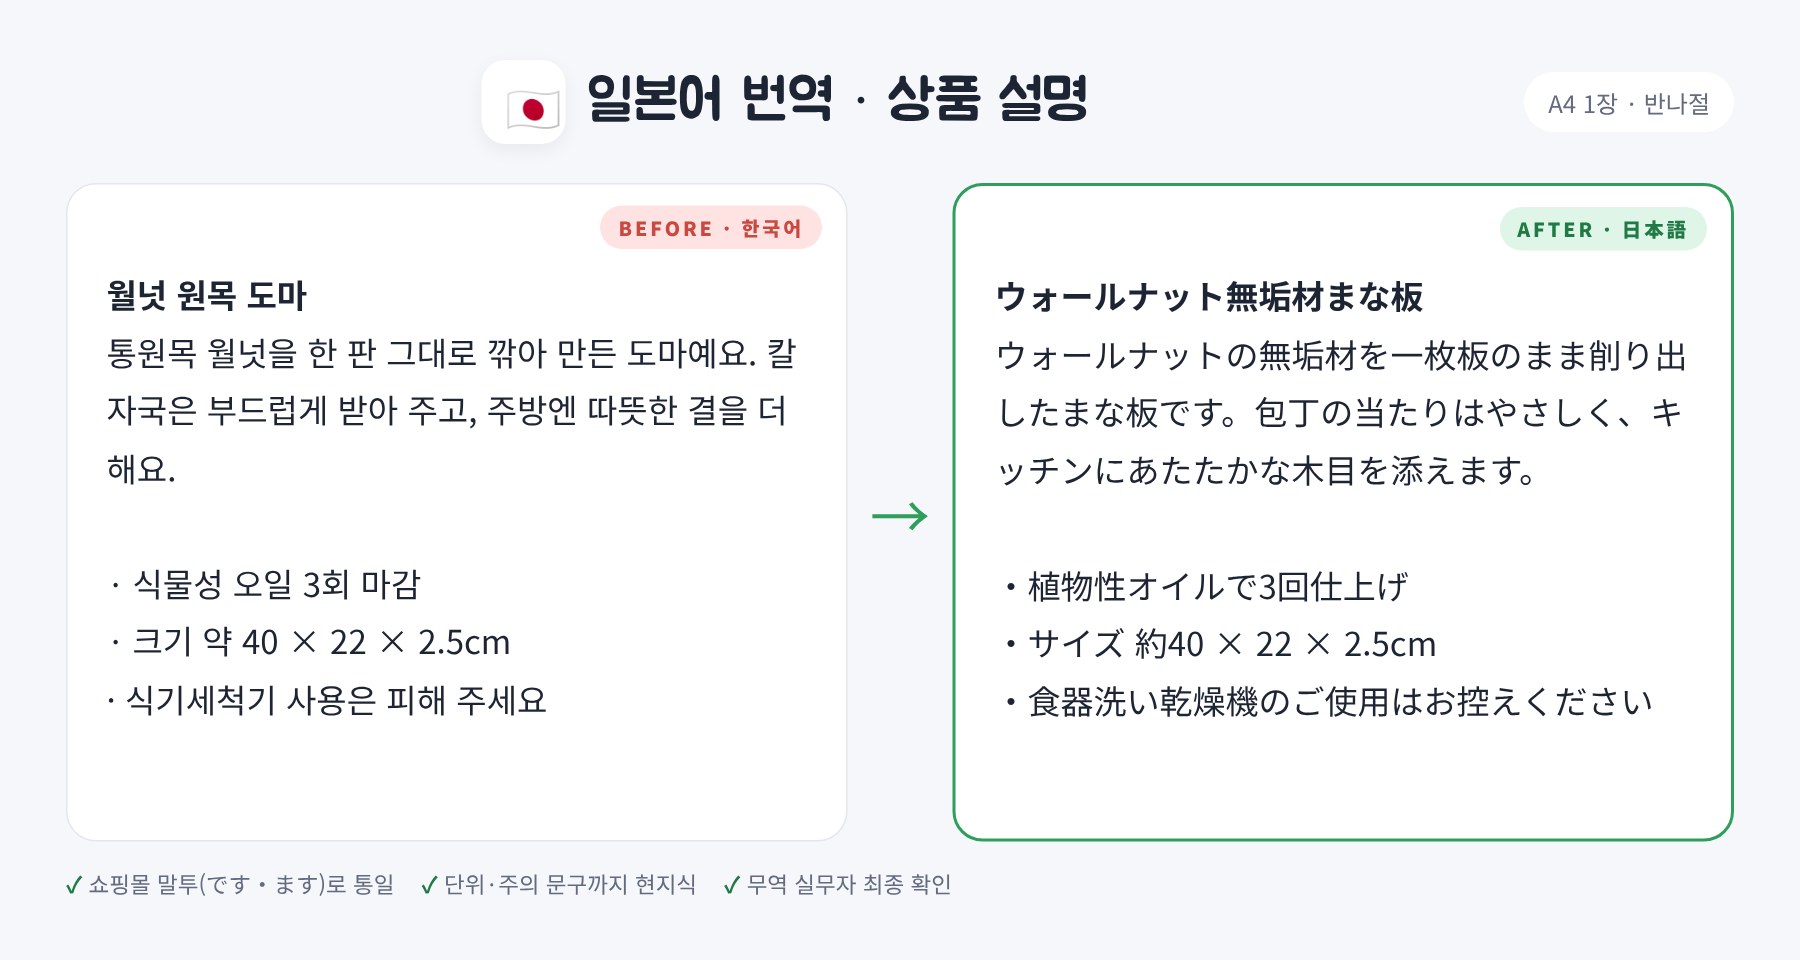 일본어 번역 · 상품 설명
A4 1장 · 반나절
BEFORE · 한국어
월넛 원목 도마
통원목 월넛을 한 판 그대로 깎아 만든 도마예요. 칼
자국은 부드럽게 받아 주고, 주방엔 따뜻한 결을 더
해요.
· 식물성 오일 3회 마감
· 크기 약 40 × 22 × 2.5cm
· 식기세척기 사용은 피해 주세요
→
AFTER · 日本語
ウォールナット無垢材まな板
ウォールナットの無垢材を一枚板のまま削り出
したまな板です。包丁の当たりはやさしく、キ
ッチンにあたたかな木目を添えます。
・植物性オイルで3回仕上げ
・サイズ 約40 × 22 × 2.5cm
・食器洗い乾燥機のご使用はお控えください
✓ 쇼핑몰 말투(です・ます)로 통일 ✓ 단위·주의 문구까지 현지식 ✓ 무역 실무자 최종 확인